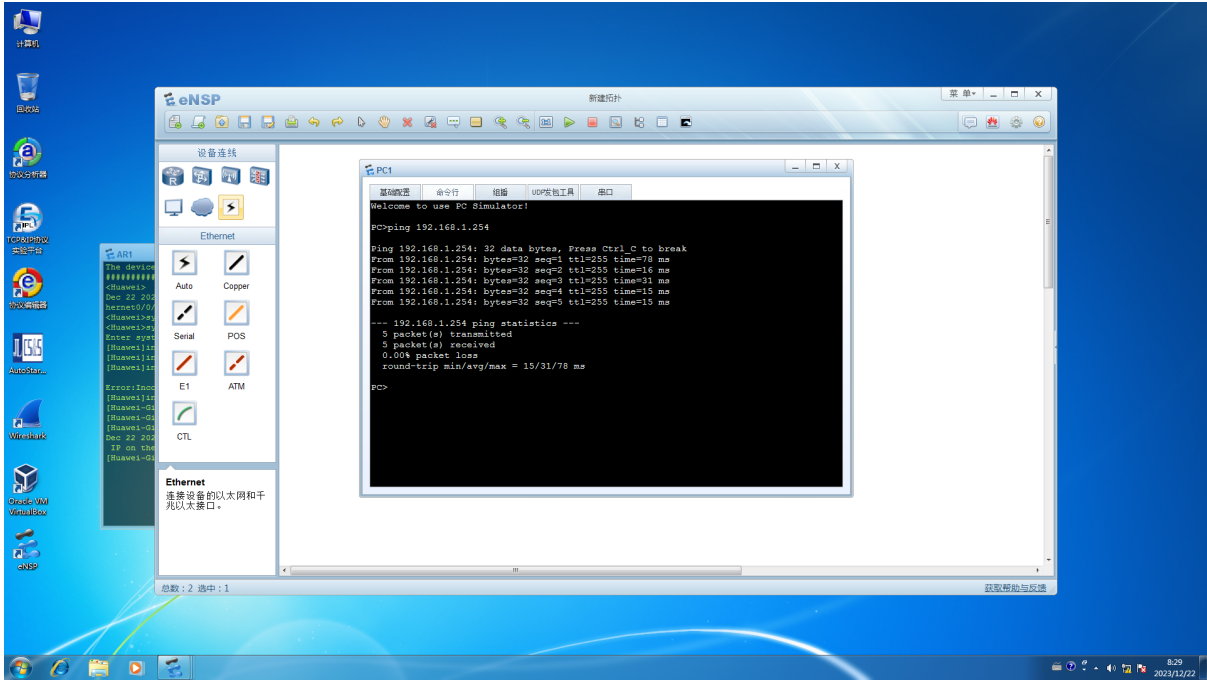 计算机
回收站
协议分析器
TCP&IP协议
实验平台
协议编辑器
JLCSS
AutoStar...
Wireshark
Oracle VM
VirtualBox
eNSP
AR1
The device
##########
<Huawei>
Dec 22 202
hernet0/0/
<Huawei>sy
<Huawei>sy
Enter syst
[Huawei]in
[Huawei]in
[Huawei]in
Error:Inco
[Huawei]in
[Huawei-Gi
[Huawei-Gi
[Huawei-Gi
Dec 22 202
IP on the
[Huawei-Gi
eNSP
新建拓扑
菜 单
设备连线
Ethernet
Auto
Copper
Serial
POS
E1
ATM
CTL
Ethernet
连接设备的以太网和千
兆以太接口。
PC1
基础配置
命令行
组播
UDP发包工具
串口
Welcome to use PC Simulator!
PC>ping 192.168.1.254
Ping 192.168.1.254: 32 data bytes, Press Ctrl_C to break
From 192.168.1.254: bytes=32 seq=1 ttl=255 time=78 ms
From 192.168.1.254: bytes=32 seq=2 ttl=255 time=16 ms
From 192.168.1.254: bytes=32 seq=3 ttl=255 time=31 ms
From 192.168.1.254: bytes=32 seq=4 ttl=255 time=15 ms
From 192.168.1.254: bytes=32 seq=5 ttl=255 time=15 ms
--- 192.168.1.254 ping statistics ---
5 packet(s) transmitted
5 packet(s) received
0.00% packet loss
round-trip min/avg/max = 15/31/78 ms
PC>
总数：2 选中：1
获取帮助与反馈
8:29
2023/12/22